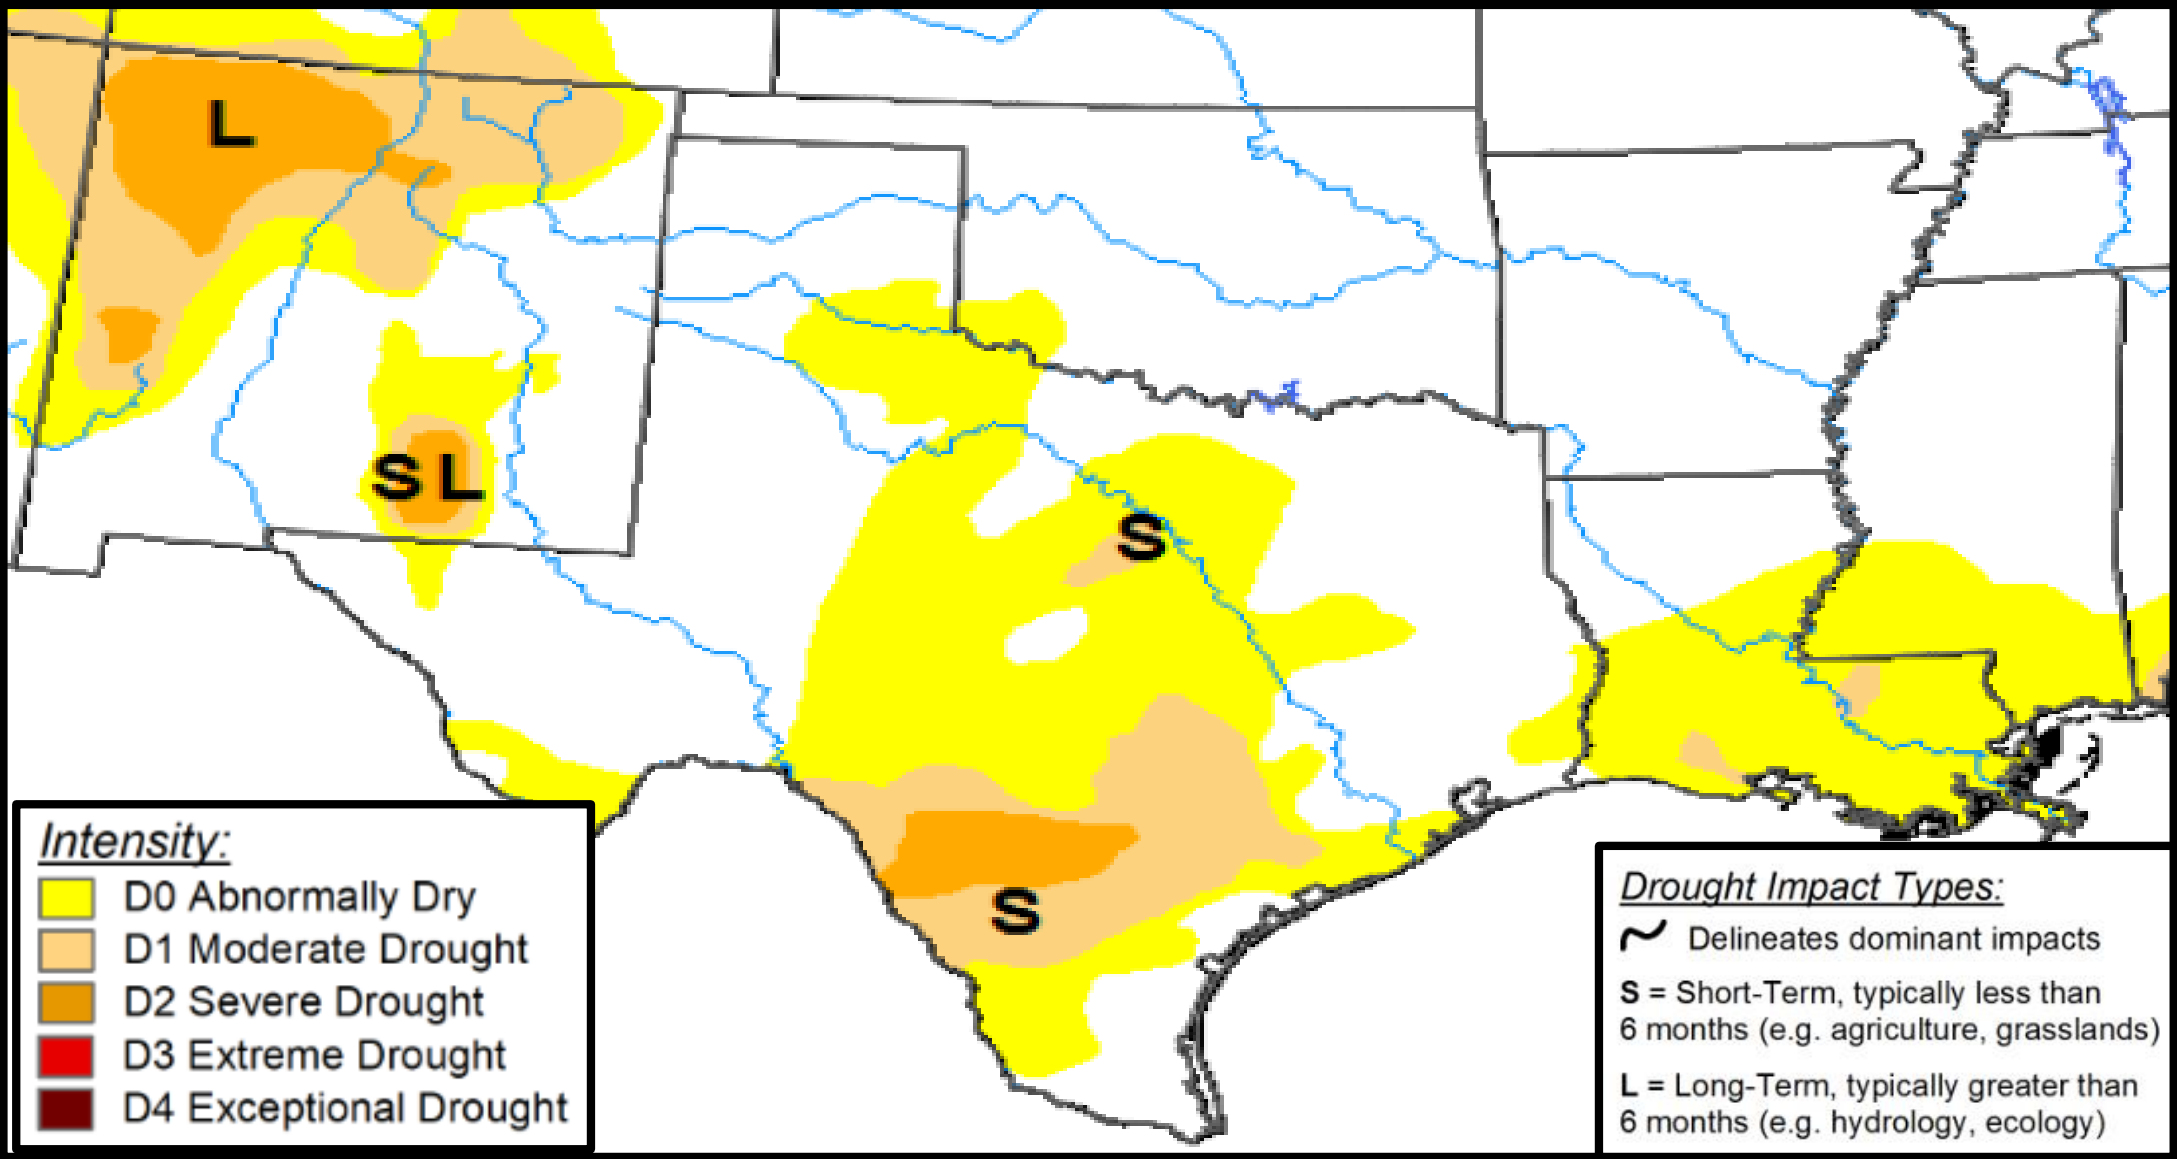 L
S L
S
S
Intensity:
D0 Abnormally Dry
D1 Moderate Drought
D2 Severe Drought
D3 Extreme Drought
D4 Exceptional Drought
Drought Impact Types:
Delineates dominant impacts
S = Short-Term, typically less than
6 months (e.g. agriculture, grasslands)
L = Long-Term, typically greater than
6 months (e.g. hydrology, ecology)